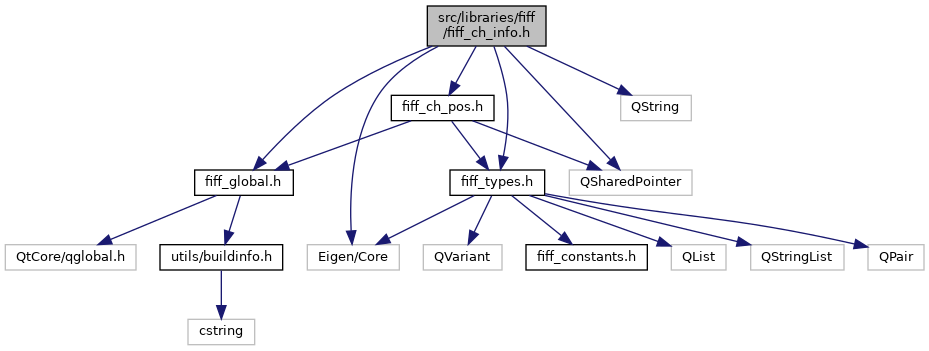 src/libraries/fiff
/fiff_ch_info.h
fiff_ch_pos.h
QString
fiff_global.h
fiff_types.h
QSharedPointer
QtCore/qglobal.h
utils/buildinfo.h
Eigen/Core
QVariant
fiff_constants.h
QList
QStringList
QPair
cstring